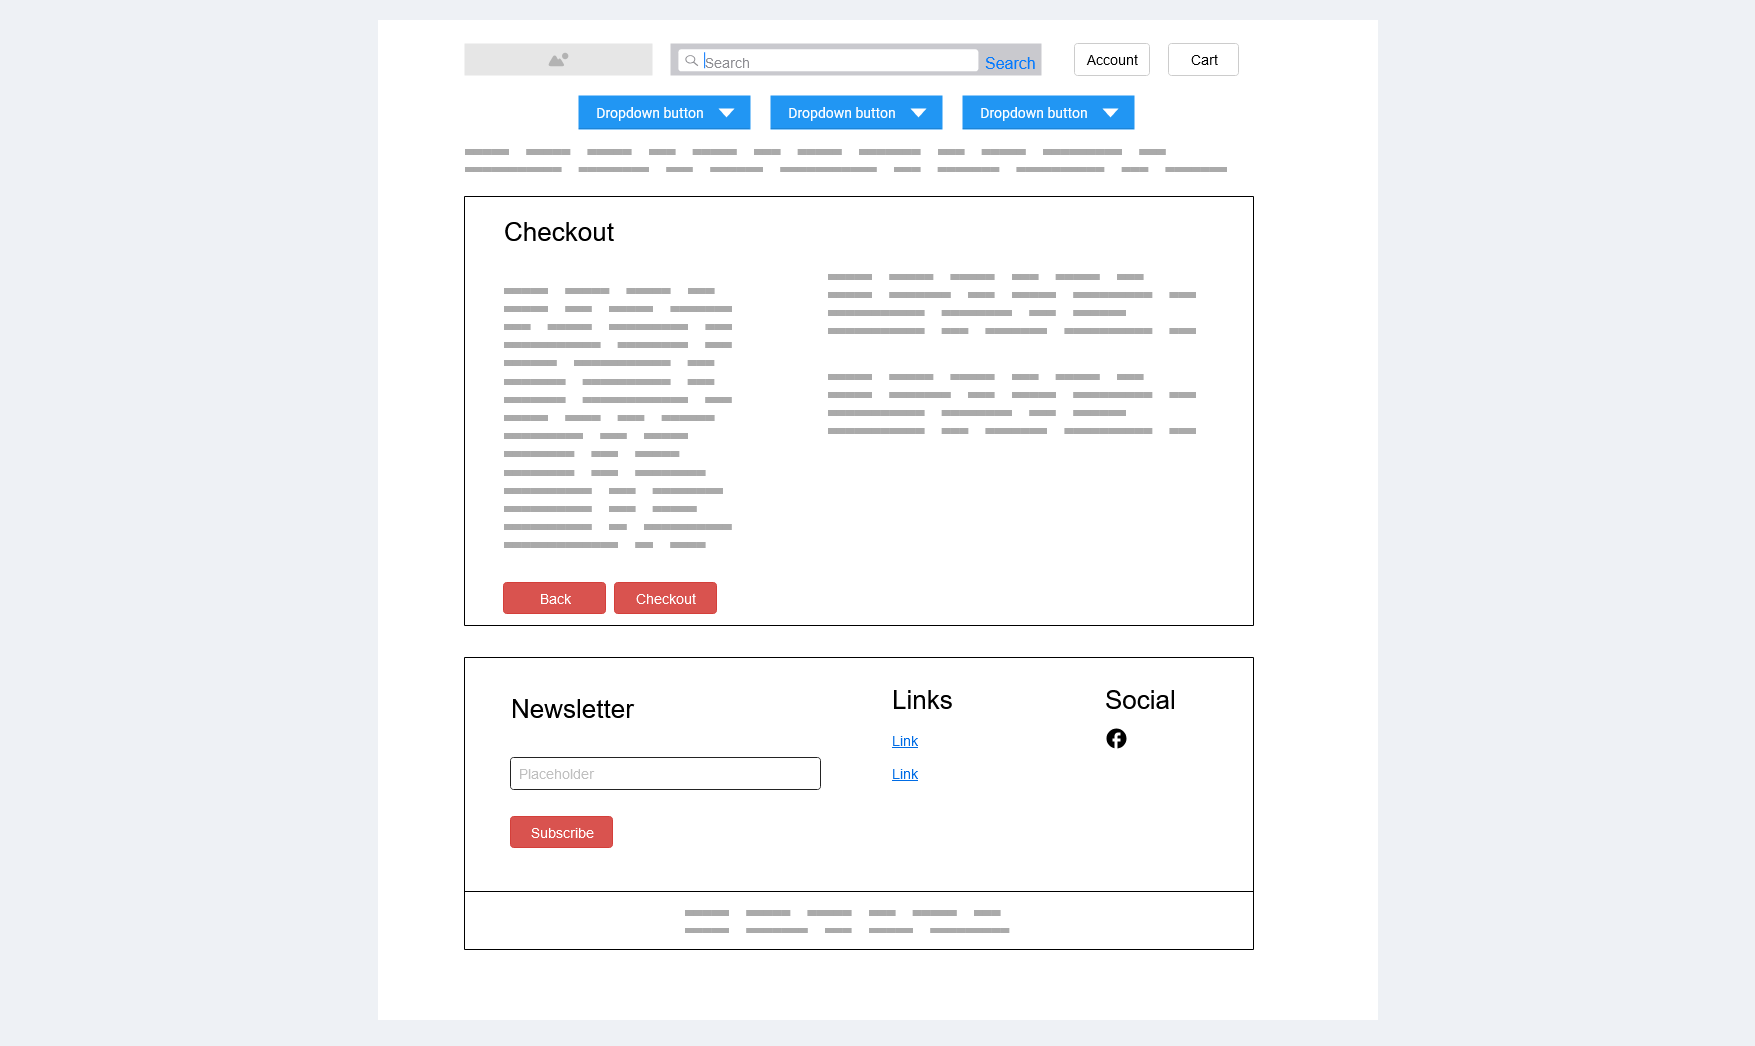 Search
Search
Account
Cart
Dropdown button
Dropdown button
Dropdown button
Checkout
Back
Checkout
Newsletter
Placeholder
Subscribe
Links
Link
Link
Social